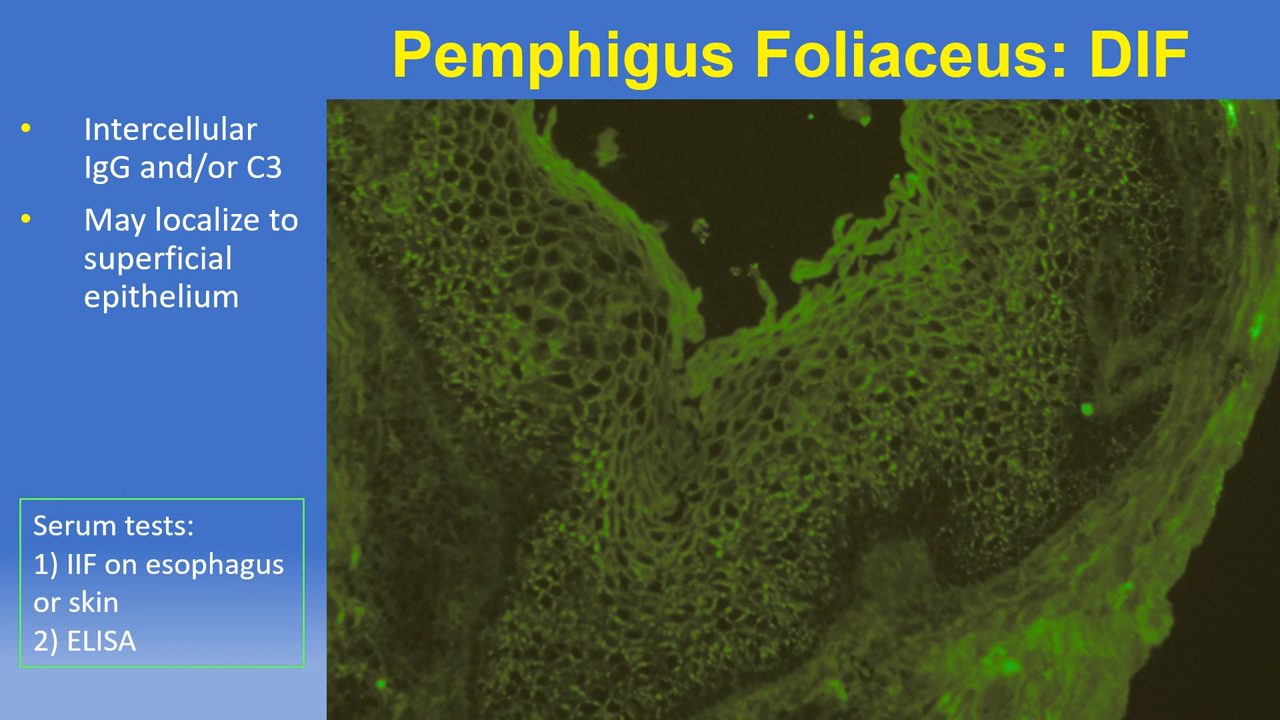 Pemphigus Foliaceus: DIF
• Intercellular
IgG and/or C3
• May localize to
superficial
epithelium
Serum tests:
1) IIF on esophagus
or skin
2) ELISA